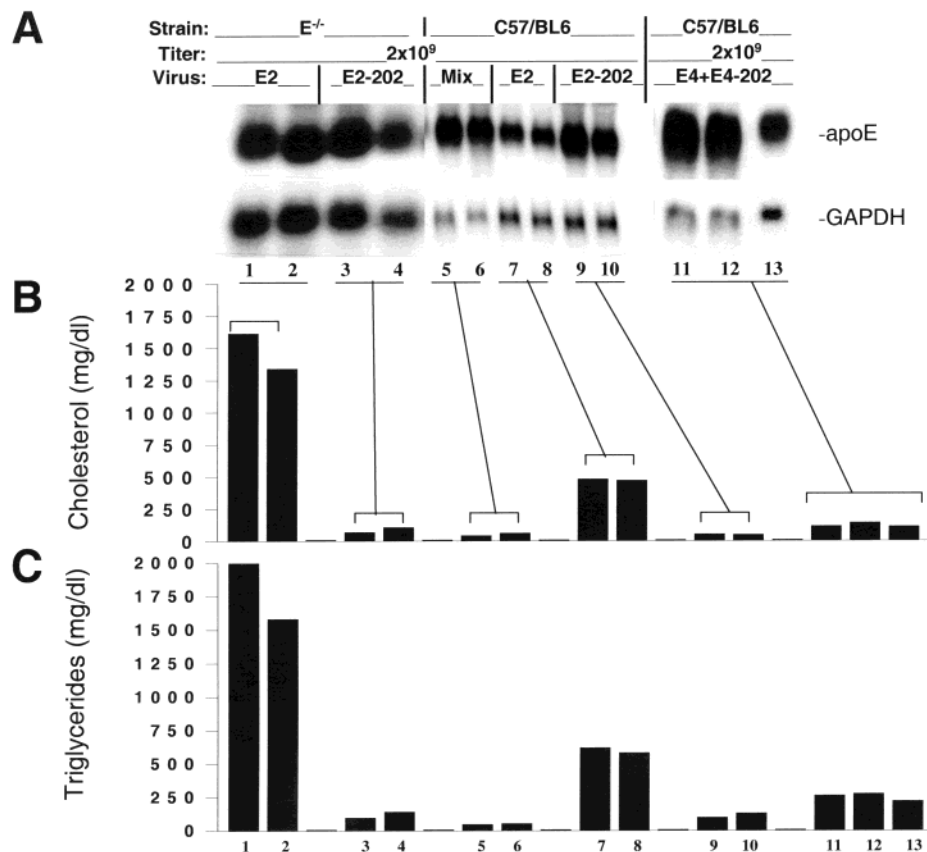 A
Strain: E-/- C57/BL6 C57/BL6
Titer: 2x10⁹ 2x10⁹
Virus: E2 E2-202 Mix E2 E2-202 E4+E4-202
-apoE
-GAPDH
1 2 3 4 5 6 7 8 9 10 11 12 13
B
Cholesterol (mg/dl)
2000
1750
1500
1250
1000
750
500
250
0
C
Triglycerides (mg/dl)
2000
1750
1500
1250
1000
750
500
250
0
1 2 3 4 5 6 7 8 9 10 11 12 13